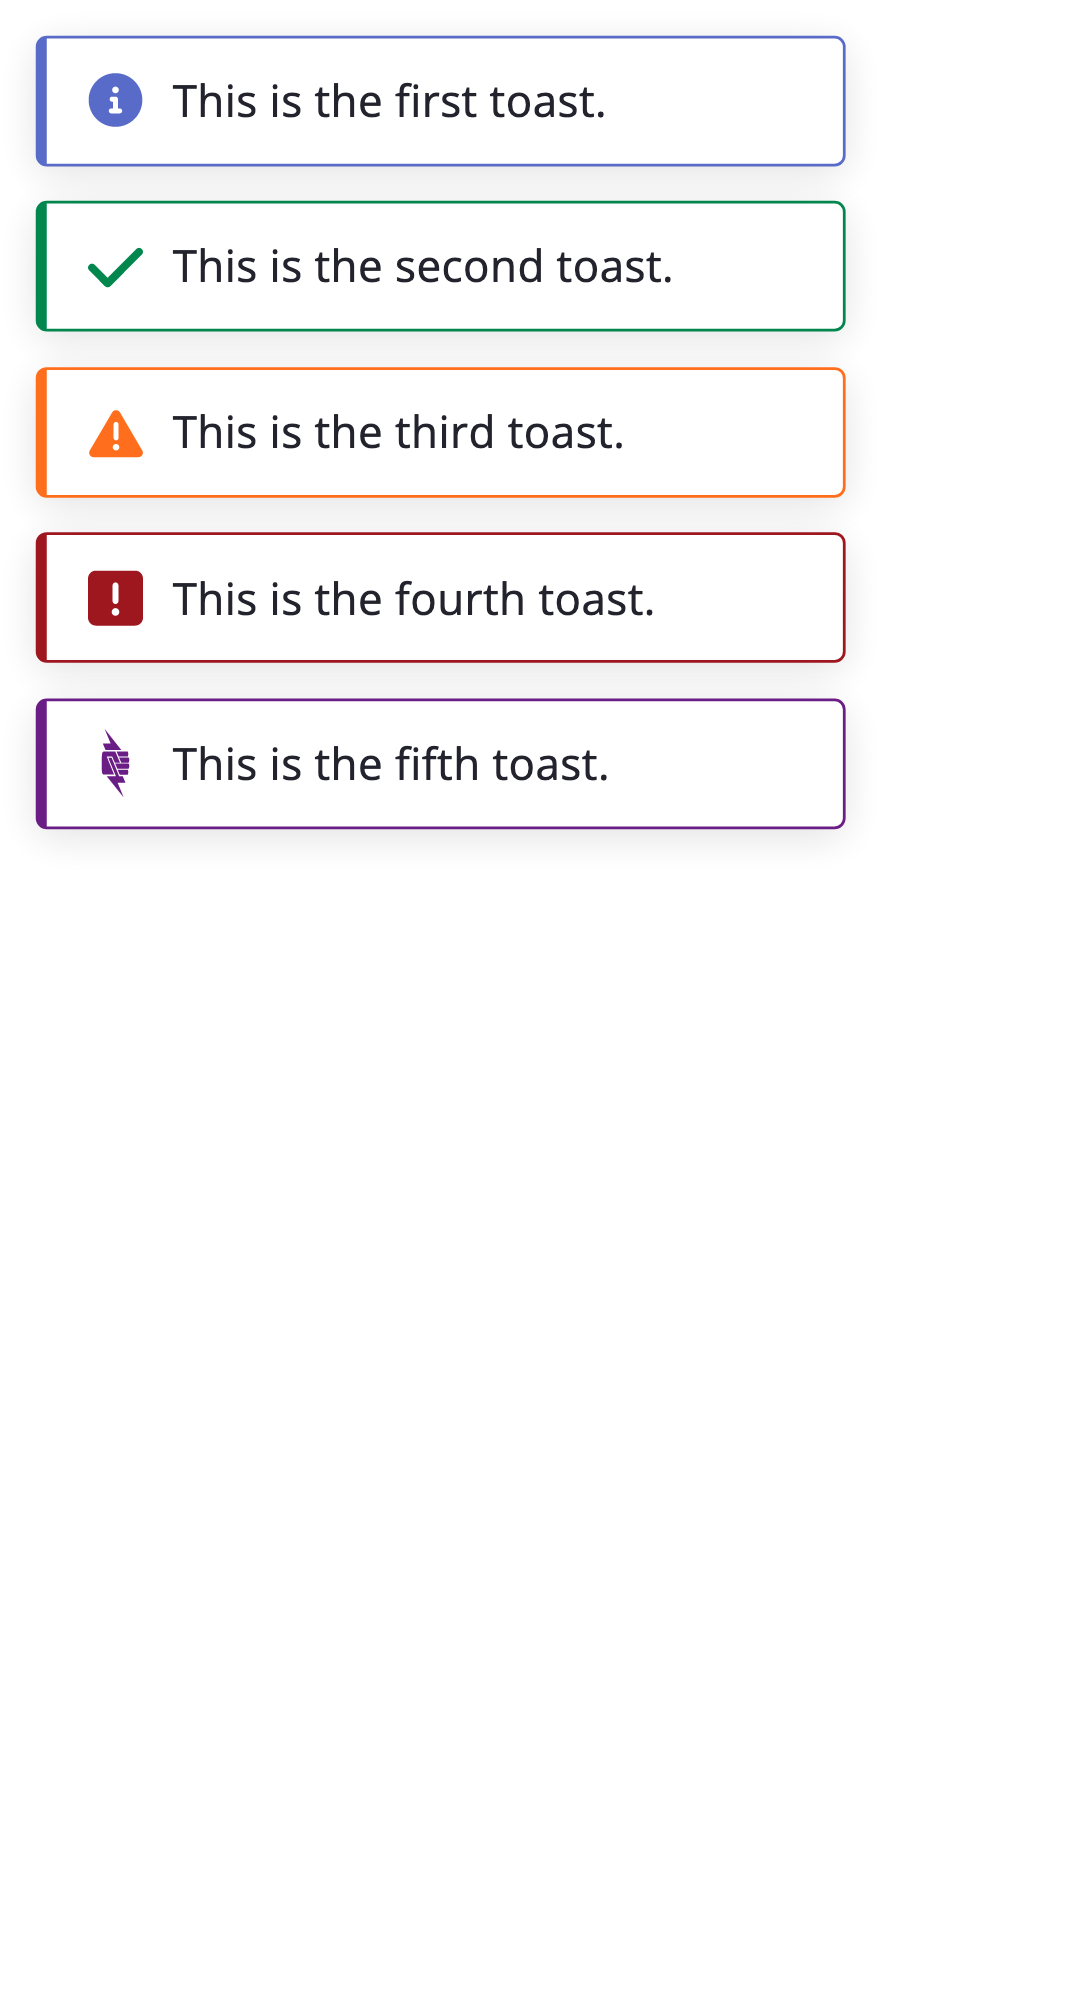 This is the first toast.
This is the second toast.
This is the third toast.
This is the fourth toast.
This is the fifth toast.